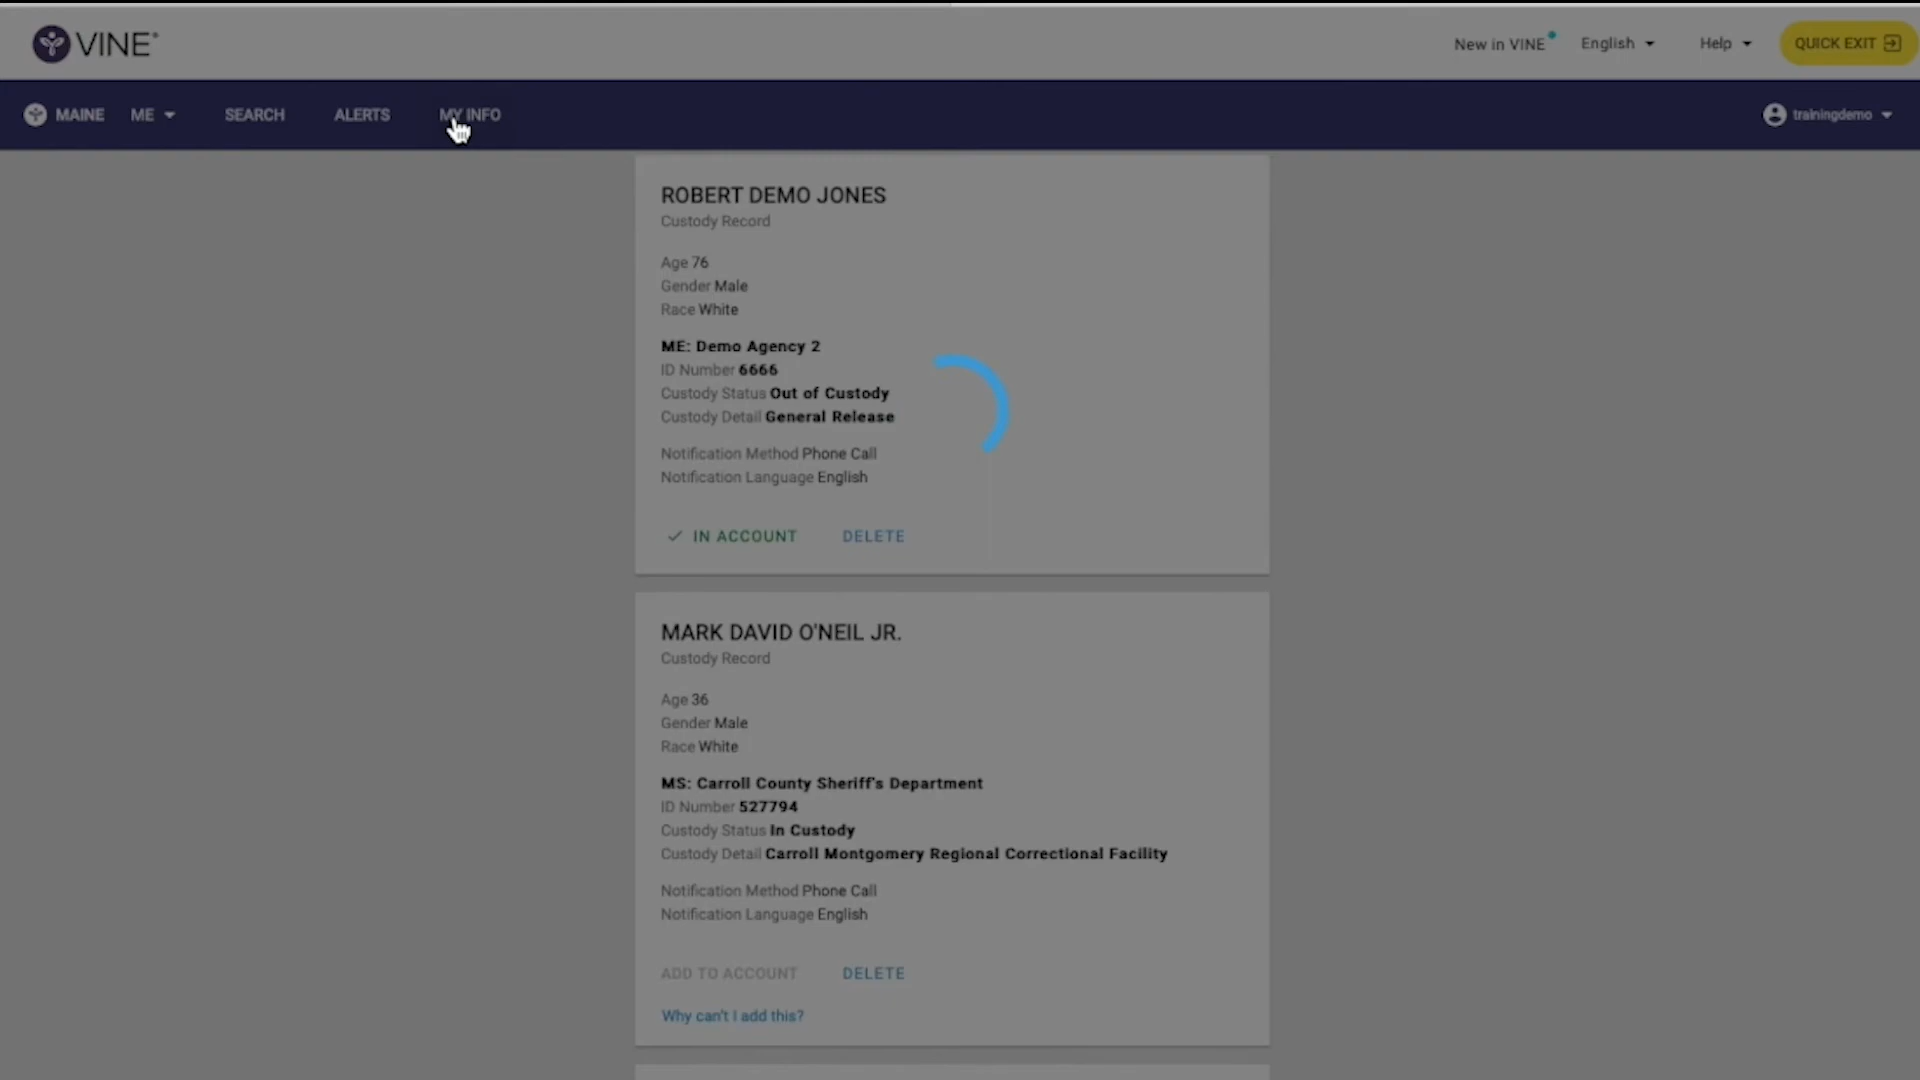 VINE®
New in VINE
English
Help
QUICK EXIT
MAINE
ME
SEARCH
ALERTS
MY INFO
trainingdemo
ROBERT DEMO JONES
Custody Record
Age 76
Gender Male
Race White
ME: Demo Agency 2
ID Number 6666
Custody Status Out of Custody
Custody Detail General Release
Notification Method Phone Call
Notification Language English
IN ACCOUNT
DELETE
MARK DAVID O'NEIL JR.
Custody Record
Age 36
Gender Male
Race White
MS: Carroll County Sheriff's Department
ID Number 527794
Custody Status In Custody
Custody Detail Carroll Montgomery Regional Correctional Facility
Notification Method Phone Call
Notification Language English
ADD TO ACCOUNT
DELETE
Why can't I add this?